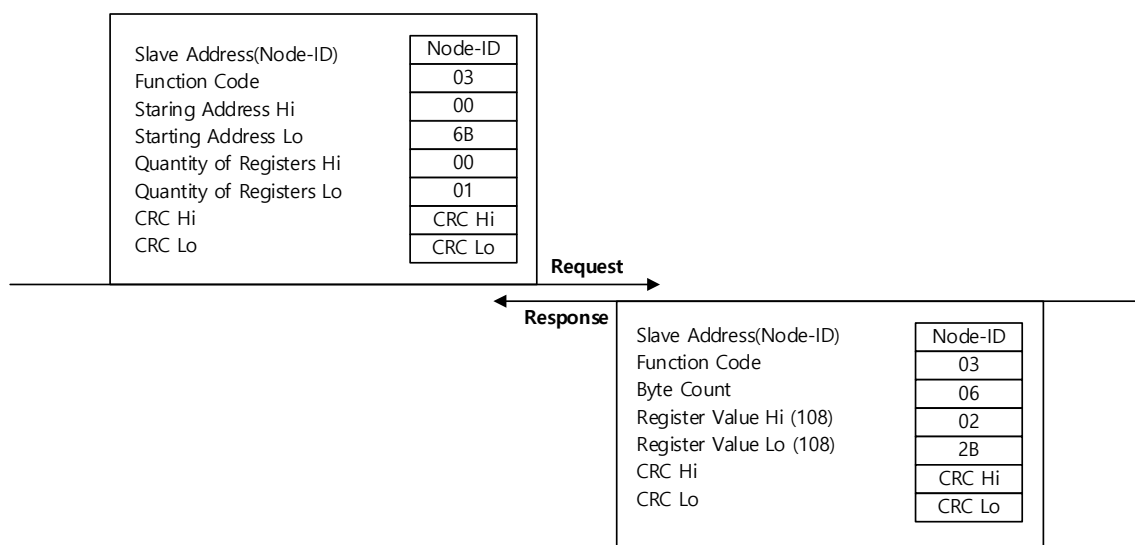 Slave Address(Node-ID) Node-ID
Function Code 03
Staring Address Hi 00
Starting Address Lo 6B
Quantity of Registers Hi 00
Quantity of Registers Lo 01
CRC Hi CRC Hi
CRC Lo CRC Lo
Request
Response
Slave Address(Node-ID) Node-ID
Function Code 03
Byte Count 06
Register Value Hi (108) 02
Register Value Lo (108) 2B
CRC Hi CRC Hi
CRC Lo CRC Lo